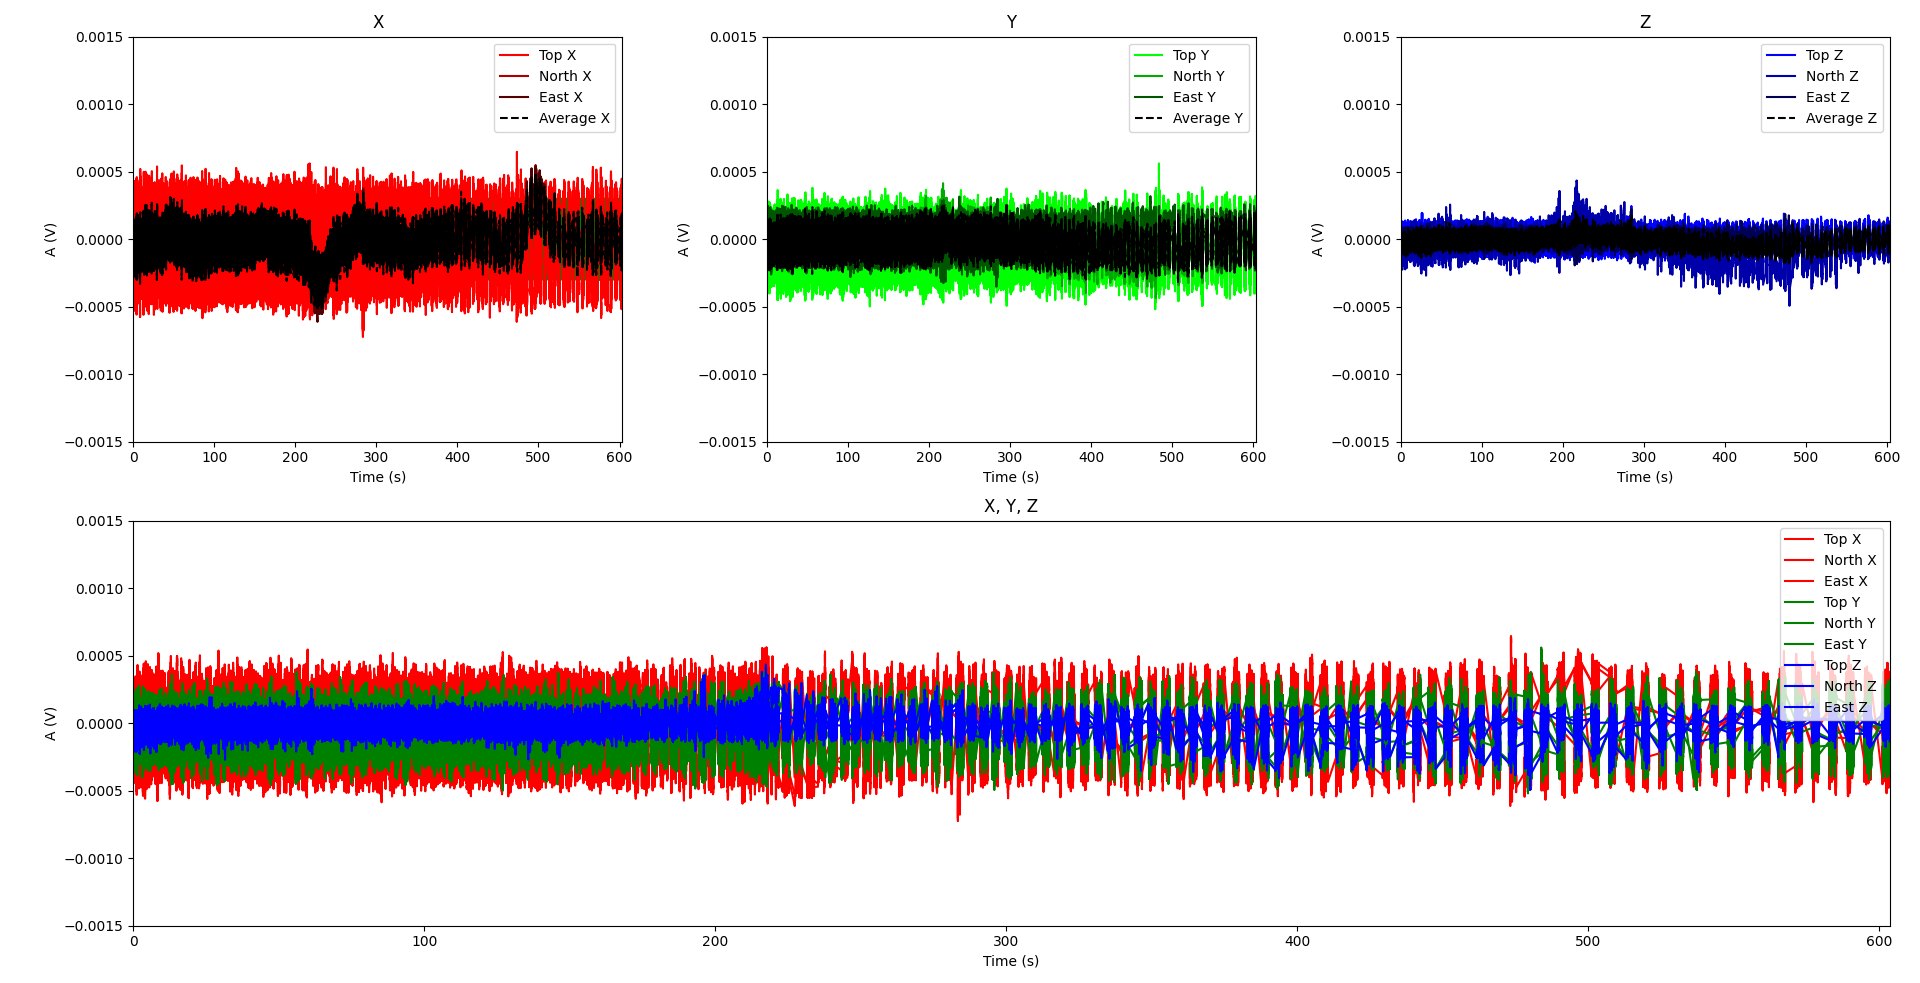 X
0.0015
0.0010
0.0005
0.0000
−0.0005
−0.0010
−0.0015
A (V)
0 100 200 300 400 500 600
Time (s)
Top X
North X
East X
Average X
Y
0.0015
0.0010
0.0005
0.0000
−0.0005
−0.0010
−0.0015
A (V)
0 100 200 300 400 500 600
Time (s)
Top Y
North Y
East Y
Average Y
Z
0.0015
0.0010
0.0005
0.0000
−0.0005
−0.0010
−0.0015
A (V)
0 100 200 300 400 500 600
Time (s)
Top Z
North Z
East Z
Average Z
X, Y, Z
0.0015
0.0010
0.0005
0.0000
−0.0005
−0.0010
−0.0015
A (V)
0 100 200 300 400 500 600
Time (s)
Top X
North X
East X
Top Y
North Y
East Y
Top Z
North Z
East Z